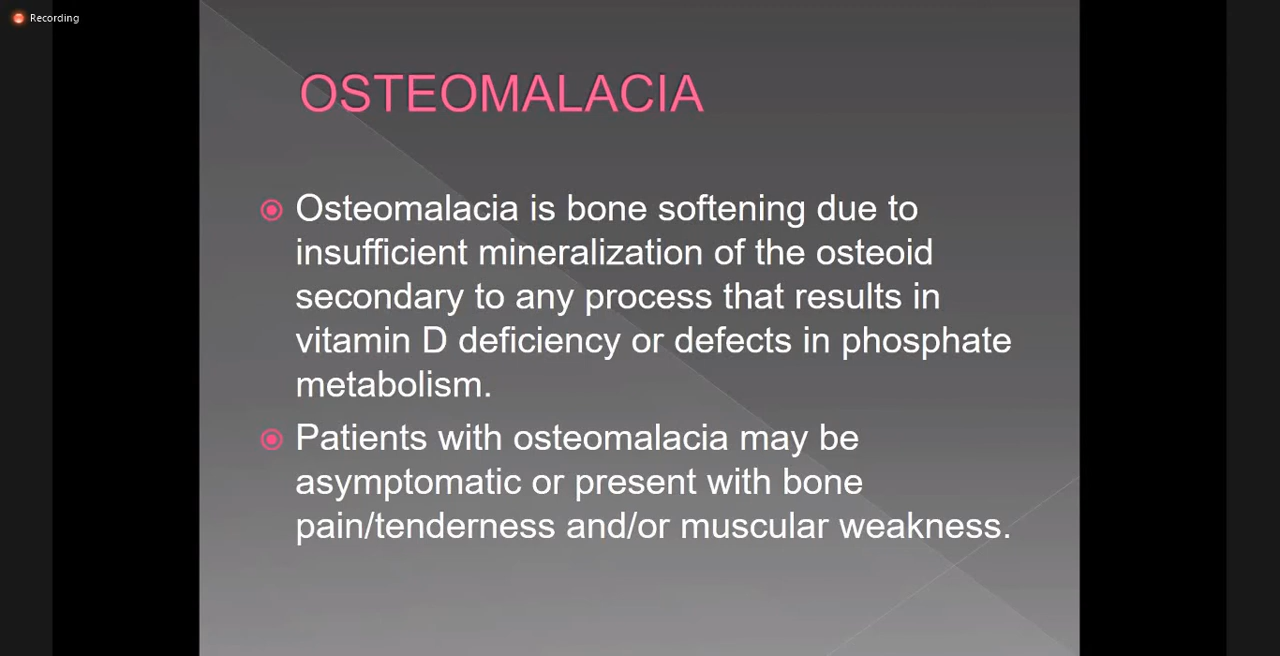 Recording
OSTEOMALACIA
Osteomalacia is bone softening due to
insufficient mineralization of the osteoid
secondary to any process that results in
vitamin D deficiency or defects in phosphate
metabolism.
Patients with osteomalacia may be
asymptomatic or present with bone
pain/tenderness and/or muscular weakness.